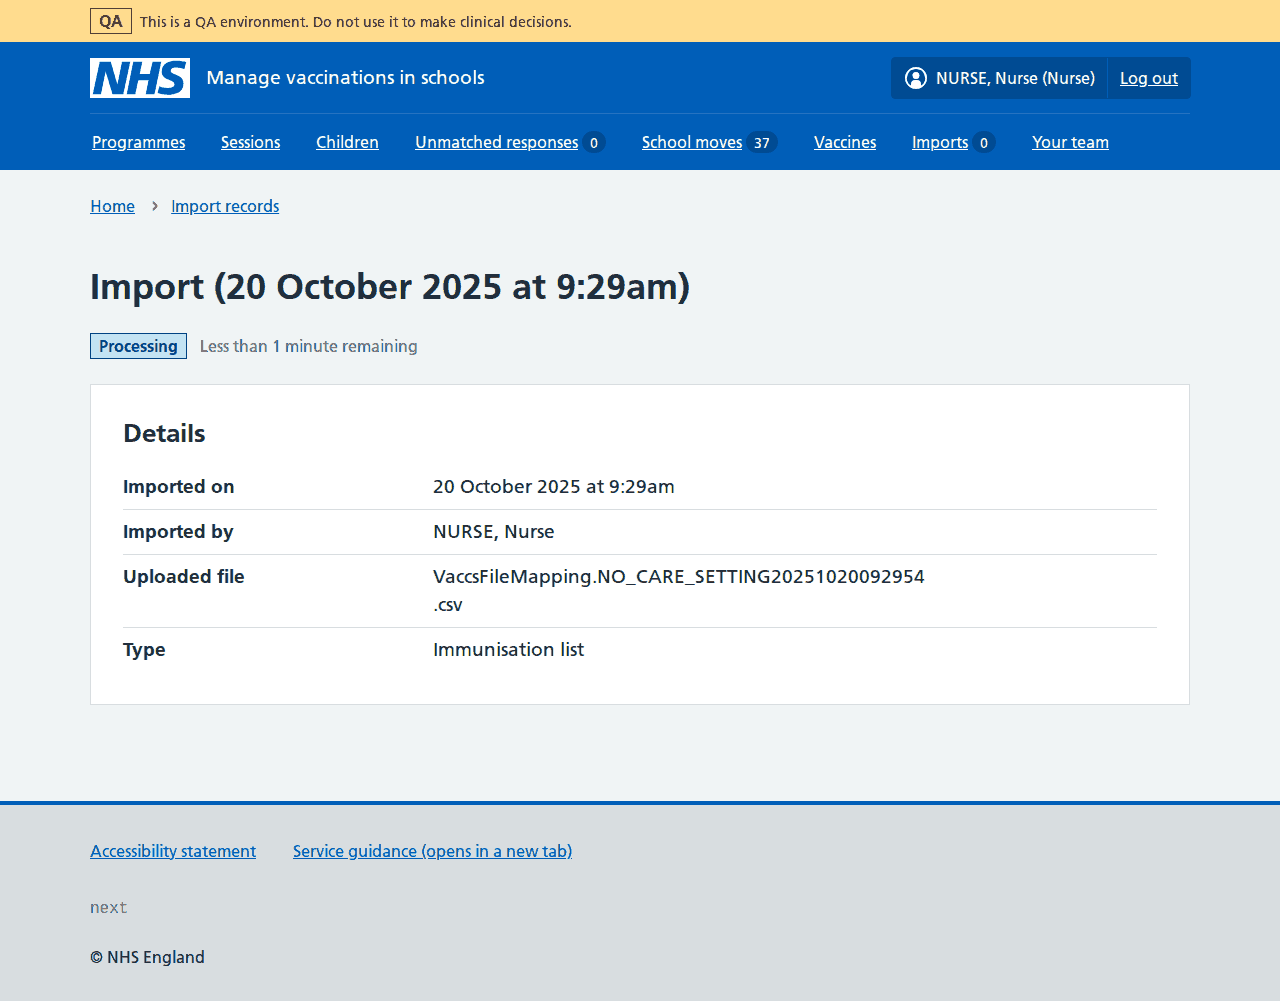 QA This is a QA environment. Do not use it to make clinical decisions.
NHS Manage vaccinations in schools NURSE, Nurse (Nurse) Log out
Programmes Sessions Children Unmatched responses 0 School moves 37 Vaccines Imports 0 Your team
Home › Import records
Import (20 October 2025 at 9:29am)
Processing Less than 1 minute remaining
Details
Imported on 20 October 2025 at 9:29am
Imported by NURSE, Nurse
Uploaded file VaccsFileMapping.NO_CARE_SETTING20251020092954
.csv
Type Immunisation list
Accessibility statement Service guidance (opens in a new tab)
next
© NHS England